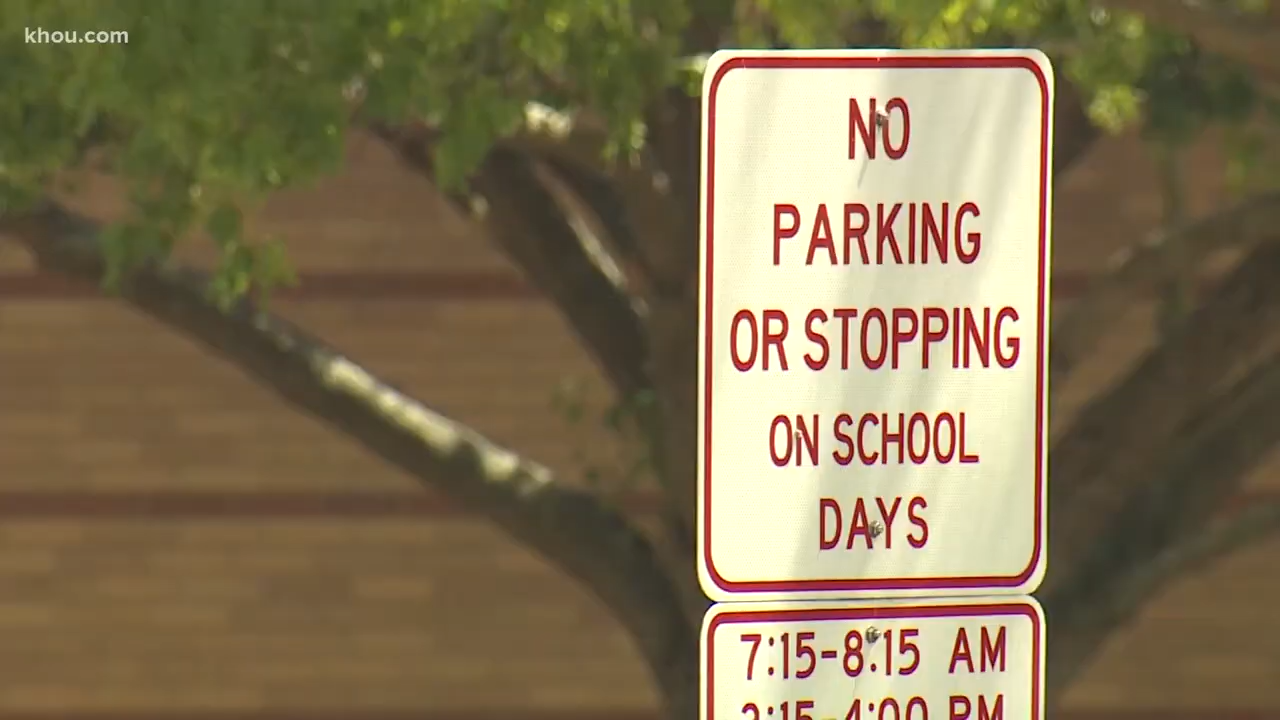 khou.com
NO
PARKING
OR STOPPING
ON SCHOOL
DAYS
7:15-8:15 AM